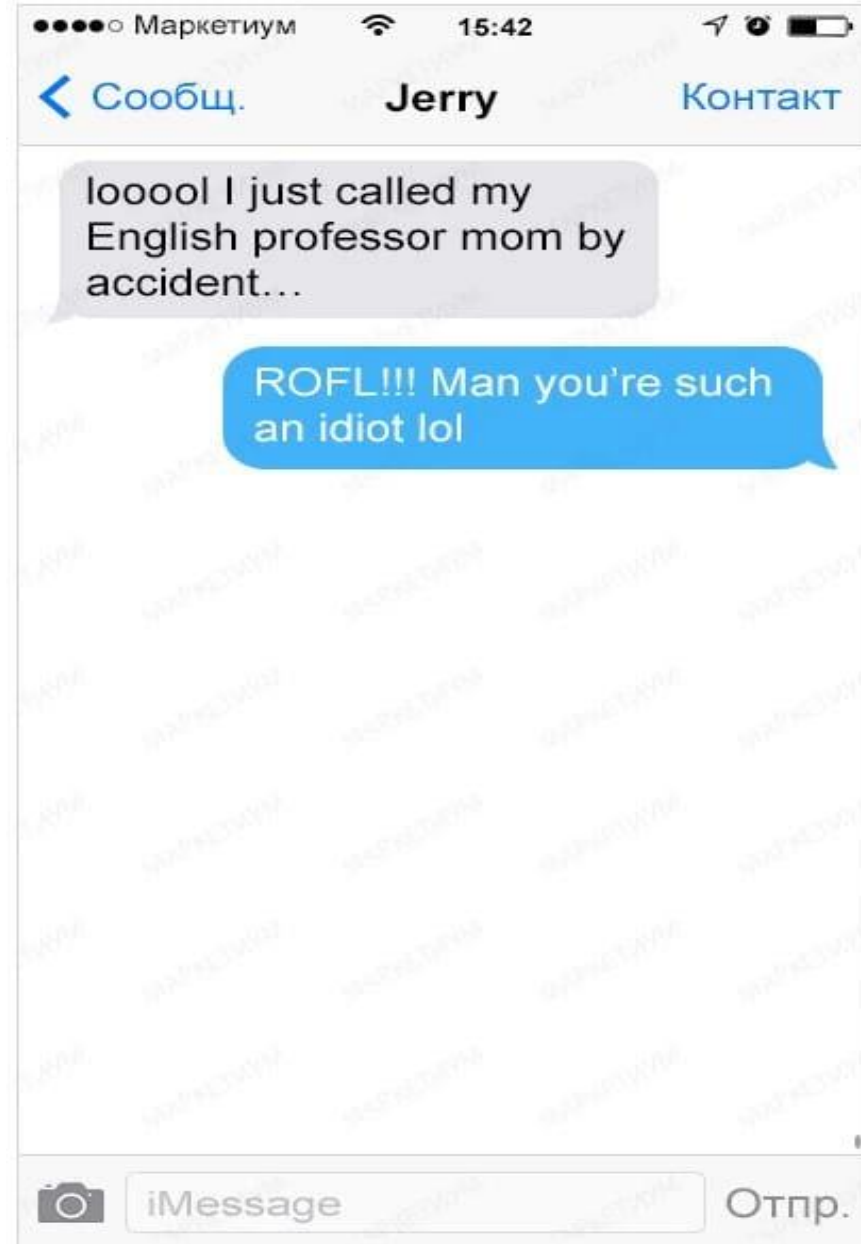 Маркетиум 15:42
Сообщ. Jerry Контакт
looool I just called my
English professor mom by
accident...
ROFL!!! Man you're such
an idiot lol
iMessage Отпр.